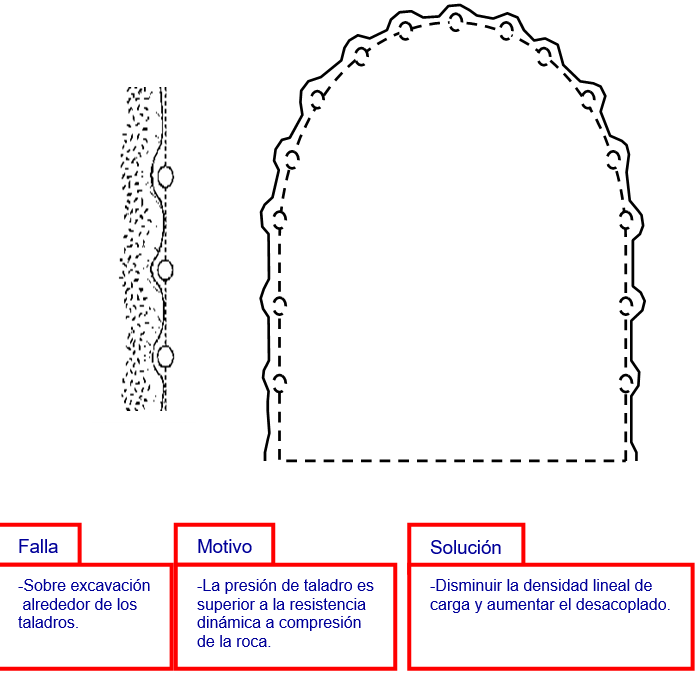 Falla
-Sobre excavación
alrededor de los
taladros.
Motivo
-La presión de taladro es
superior a la resistencia
dinámica a compresión
de la roca.
Solución
-Disminuir la densidad lineal de
carga y aumentar el desacoplado.